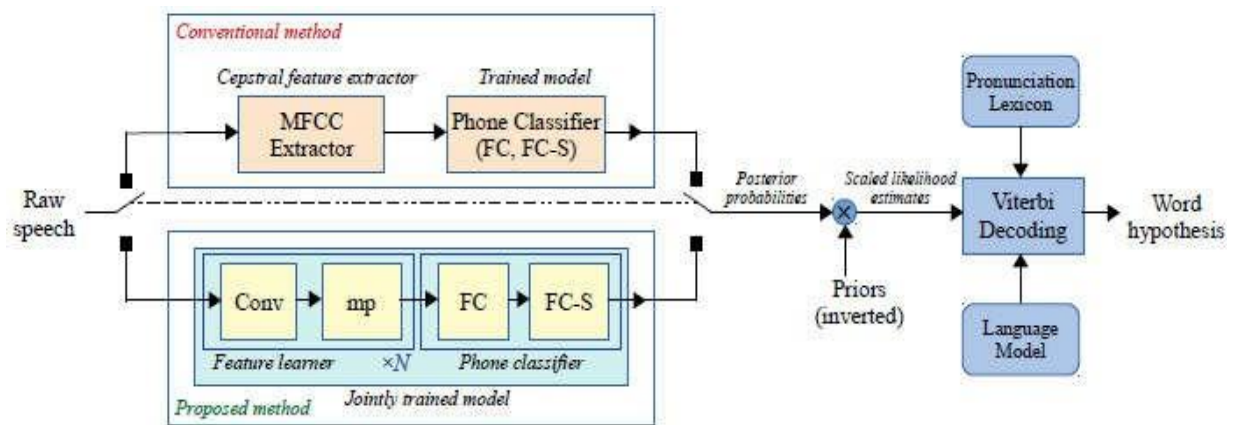 Conventional method
Cepstral feature extractor
Trained model
MFCC
Extractor
Phone Classifier
(FC, FC-S)
Raw
speech
Posterior
probabilities
Scaled likelihood
estimates
×
Priors
(inverted)
Pronunciation
Lexicon
Viterbi
Decoding
Language
Model
Word
hypothesis
Conv
mp
FC
FC-S
Feature learner
×N
Phone classifier
Jointly trained model
Proposed method